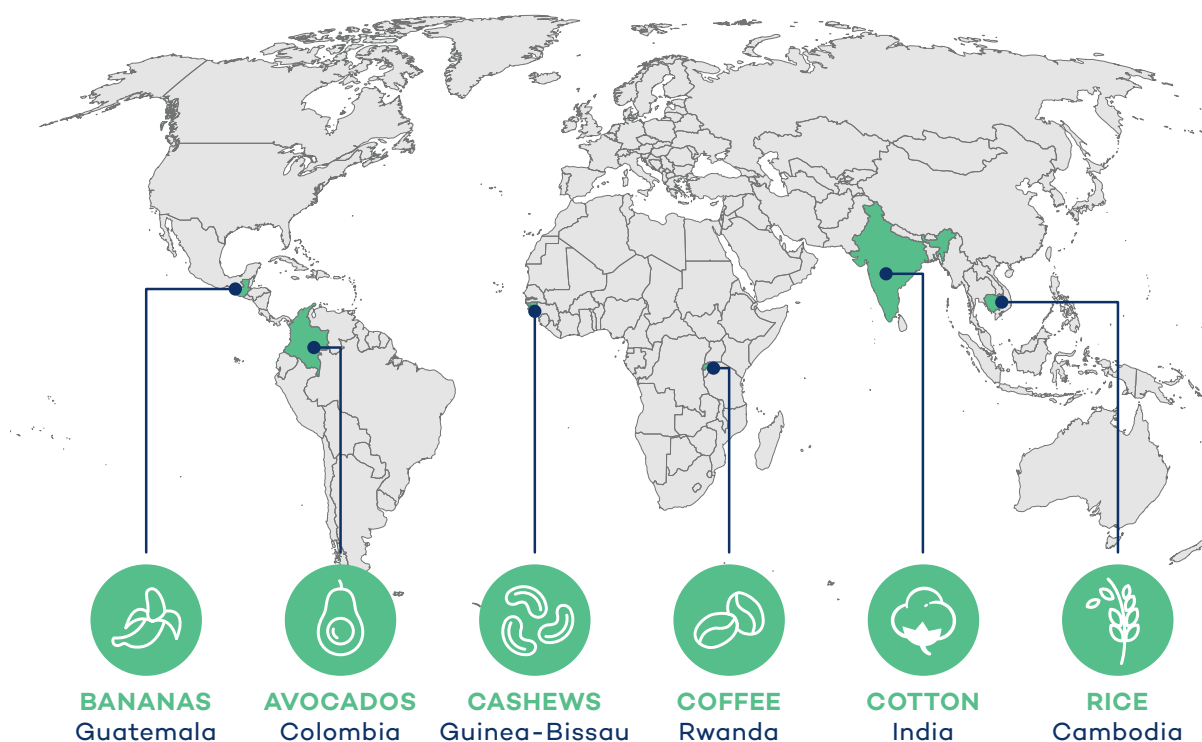 BANANAS
Guatemala
AVOCADOS
Colombia
CASHEWS
Guinea-Bissau
COFFEE
Rwanda
COTTON
India
RICE
Cambodia